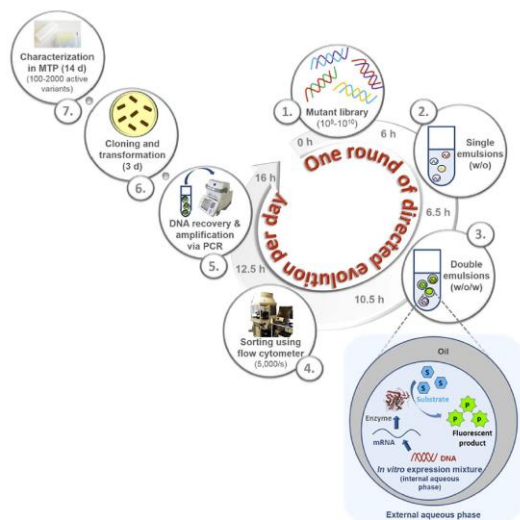 Characterization
in MTP (14 d)
(100-2000 active
variants)
7.
Cloning and
transformation
(3 d)
6.
DNA recovery &
amplification
via PCR
5.
Sorting using
flow cytometer
(5,000/s)
4.
1.
Mutant library
(10⁹-10¹⁰)
2.
Single
emulsions
(w/o)
3.
Double
emulsions
(w/o/w)
0 h
6 h
6.5 h
10.5 h
12.5 h
16 h
One round of directed evolution per day
Oil
S
S
S
Substrate
Enzyme
P
P
P
Fluorescent
product
mRNA
DNA
In vitro expression mixture
(internal aqueous
phase)
External aqueous phase